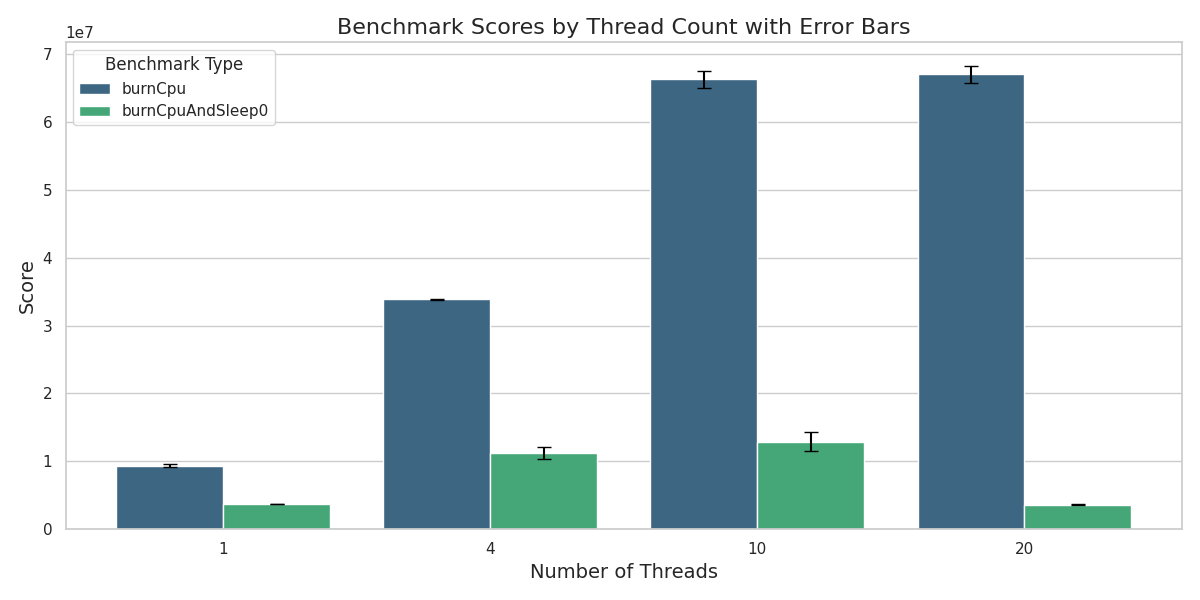 Benchmark Scores by Thread Count with Error Bars
1e7
7
6
5
4
3
2
1
0
Score
Benchmark Type
burnCpu
burnCpuAndSleep0
1
4
10
20
Number of Threads